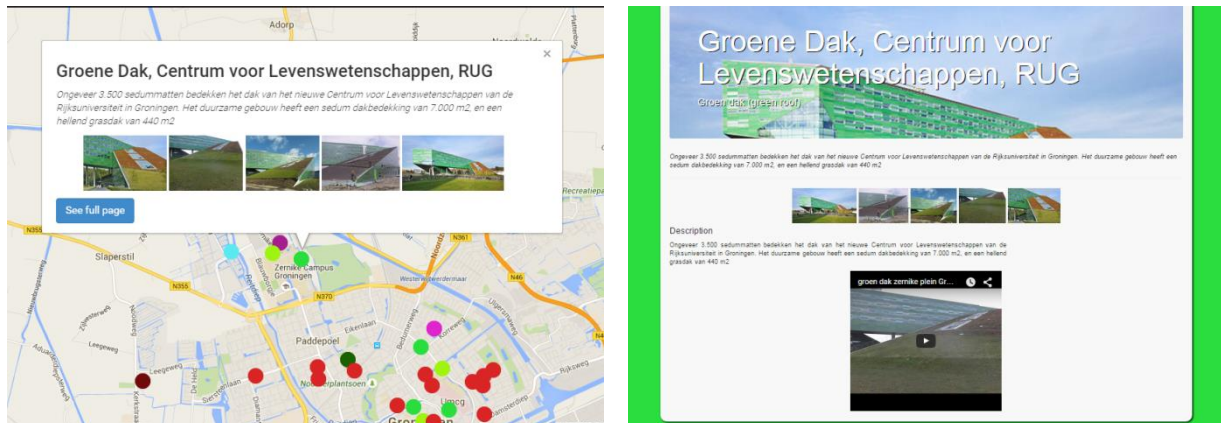 Adorp
×
Groene Dak, Centrum voor Levenswetenschappen, RUG
Ongeveer 3.500 sedummatten bedekken het dak van het nieuwe Centrum voor Levenswetenschappen van de
Rijksuniversiteit in Groningen. Het duurzame gebouw heeft een sedum dakbedekking van 7.000 m2, en een
hellend grasdak van 440 m2
See full page
N355
Slaperstil
N361
Zernike Campus
Groningen
Westerwijtwerdermaar
N46
N355
N370
Eikenlaan
Paddepoel
Leegeweg
Leegeweg
De Held
Kerkstraat
Noorderplantsoen
Umcg
Groene Dak, Centrum voor
Levenswetenschappen, RUG
Groen dak (green roof)
Ongeveer 3.500 sedummatten bedekken het dak van het nieuwe Centrum voor Levenswetenschappen van de Rijksuniversiteit in Groningen. Het duurzame gebouw heeft een
sedum dakbedekking van 7.000 m2, en een hellend grasdak van 440 m2
Description
Ongeveer 3.500 sedummatten bedekken het dak van het nieuwe Centrum voor Levenswetenschappen van de
Rijksuniversiteit in Groningen. Het duurzame gebouw heeft een sedum dakbedekking van 7.000 m2, en een hellend
grasdak van 440 m2
groen dak zernike plein Gr...